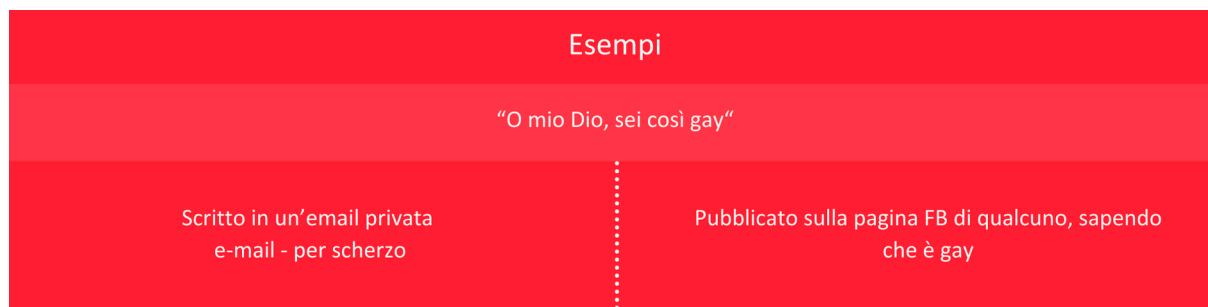 Esempi
“O mio Dio, sei così gay“
Scritto in un’email privata
e-mail - per scherzo
Pubblicato sulla pagina FB di qualcuno, sapendo
che è gay